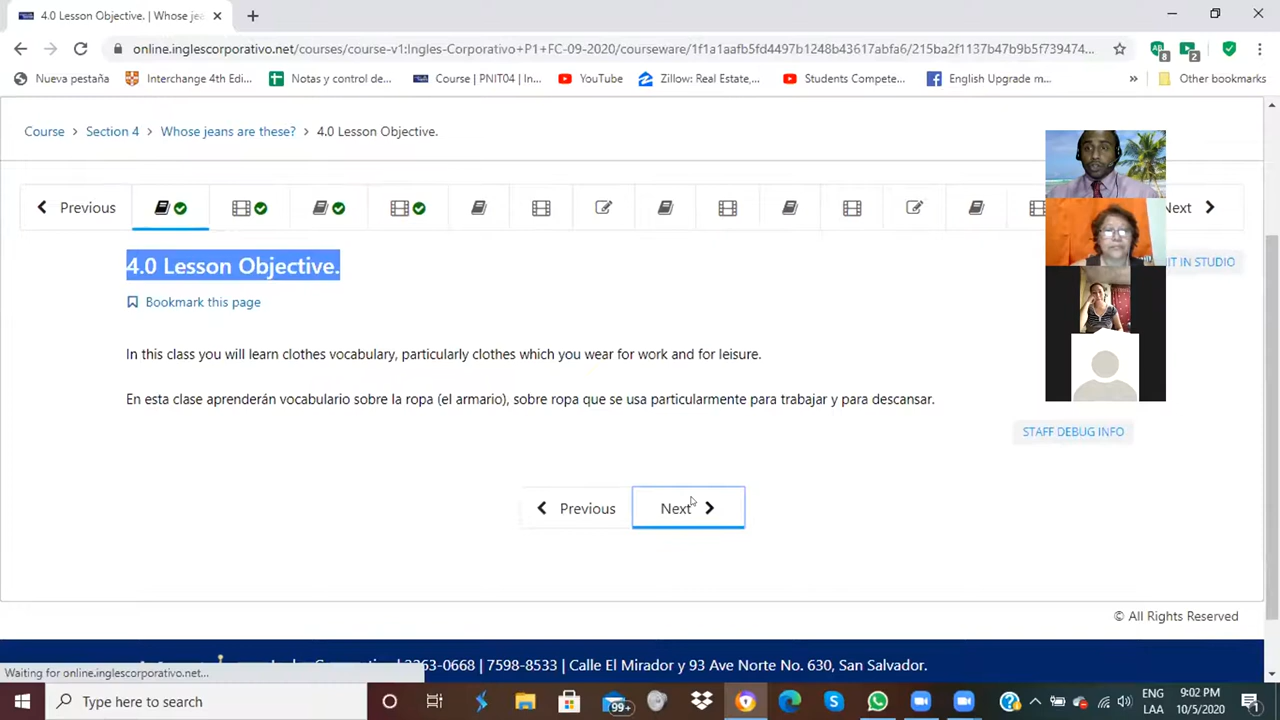 4.0 Lesson Objective. | Whose je
online.inglescorporativo.net/courses/course-v1:Ingles-Corporativo+P1+FC-09-2020/courseware/1f1a1aafb5fd4497b1248b43617abfa6/215ba2f1137b47b9b5f739474...
8
2
Nueva pestaña
Interchange 4th Edi...
Notas y control de...
Course | PNIT04 | In...
YouTube
Zillow: Real Estate,...
Students Compete...
English Upgrade m...
»
Other bookmarks
Course > Section 4 > Whose jeans are these? > 4.0 Lesson Objective.
Previous
Next
4.0 Lesson Objective.
IT IN STUDIO
Bookmark this page
In this class you will learn clothes vocabulary, particularly clothes which you wear for work and for leisure.
En esta clase aprenderán vocabulario sobre la ropa (el armario), sobre ropa que se usa particularmente para trabajar y para descansar.
STAFF DEBUG INFO
Previous
Next
© All Rights Reserved
63-0668 | 7598-8533 | Calle El Mirador y 93 Ave Norte No. 630, San Salvador.
Waiting for online.inglescorporativo.net...
Type here to search
99+
ENG
LAA
9:02 PM
10/5/2020
1